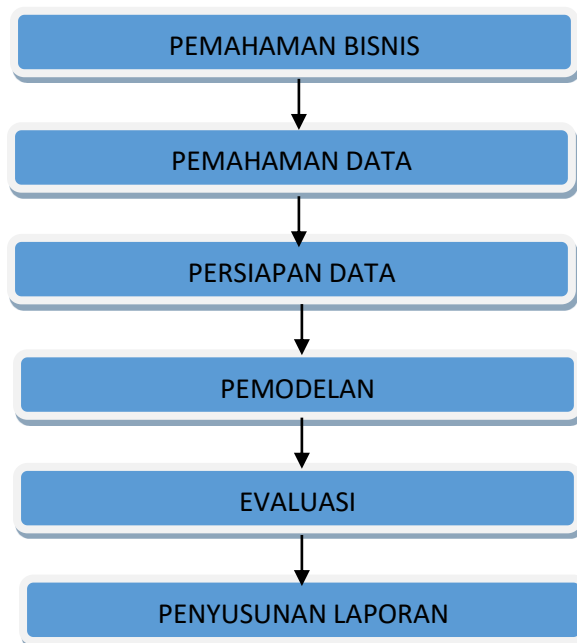 PEMAHAMAN BISNIS
PEMAHAMAN DATA
PERSIAPAN DATA
PEMODELAN
EVALUASI
PENYUSUNAN LAPORAN